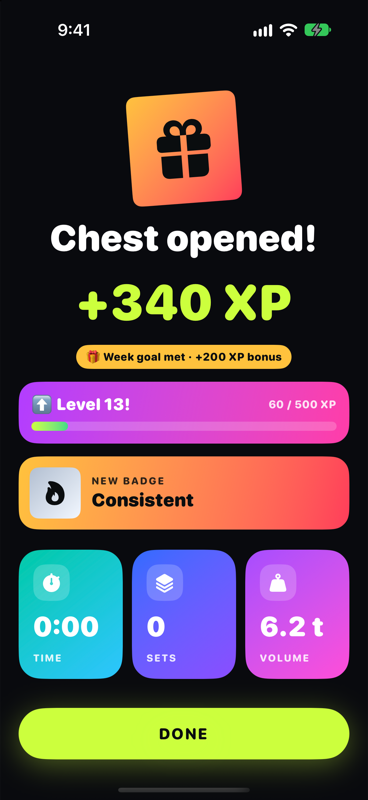 9:41
Chest opened!
+340 XP
🎁 Week goal met · +200 XP bonus
⬆️ Level 13!
60 / 500 XP
NEW BADGE
Consistent
0:00
TIME
0
SETS
6.2 t
VOLUME
DONE